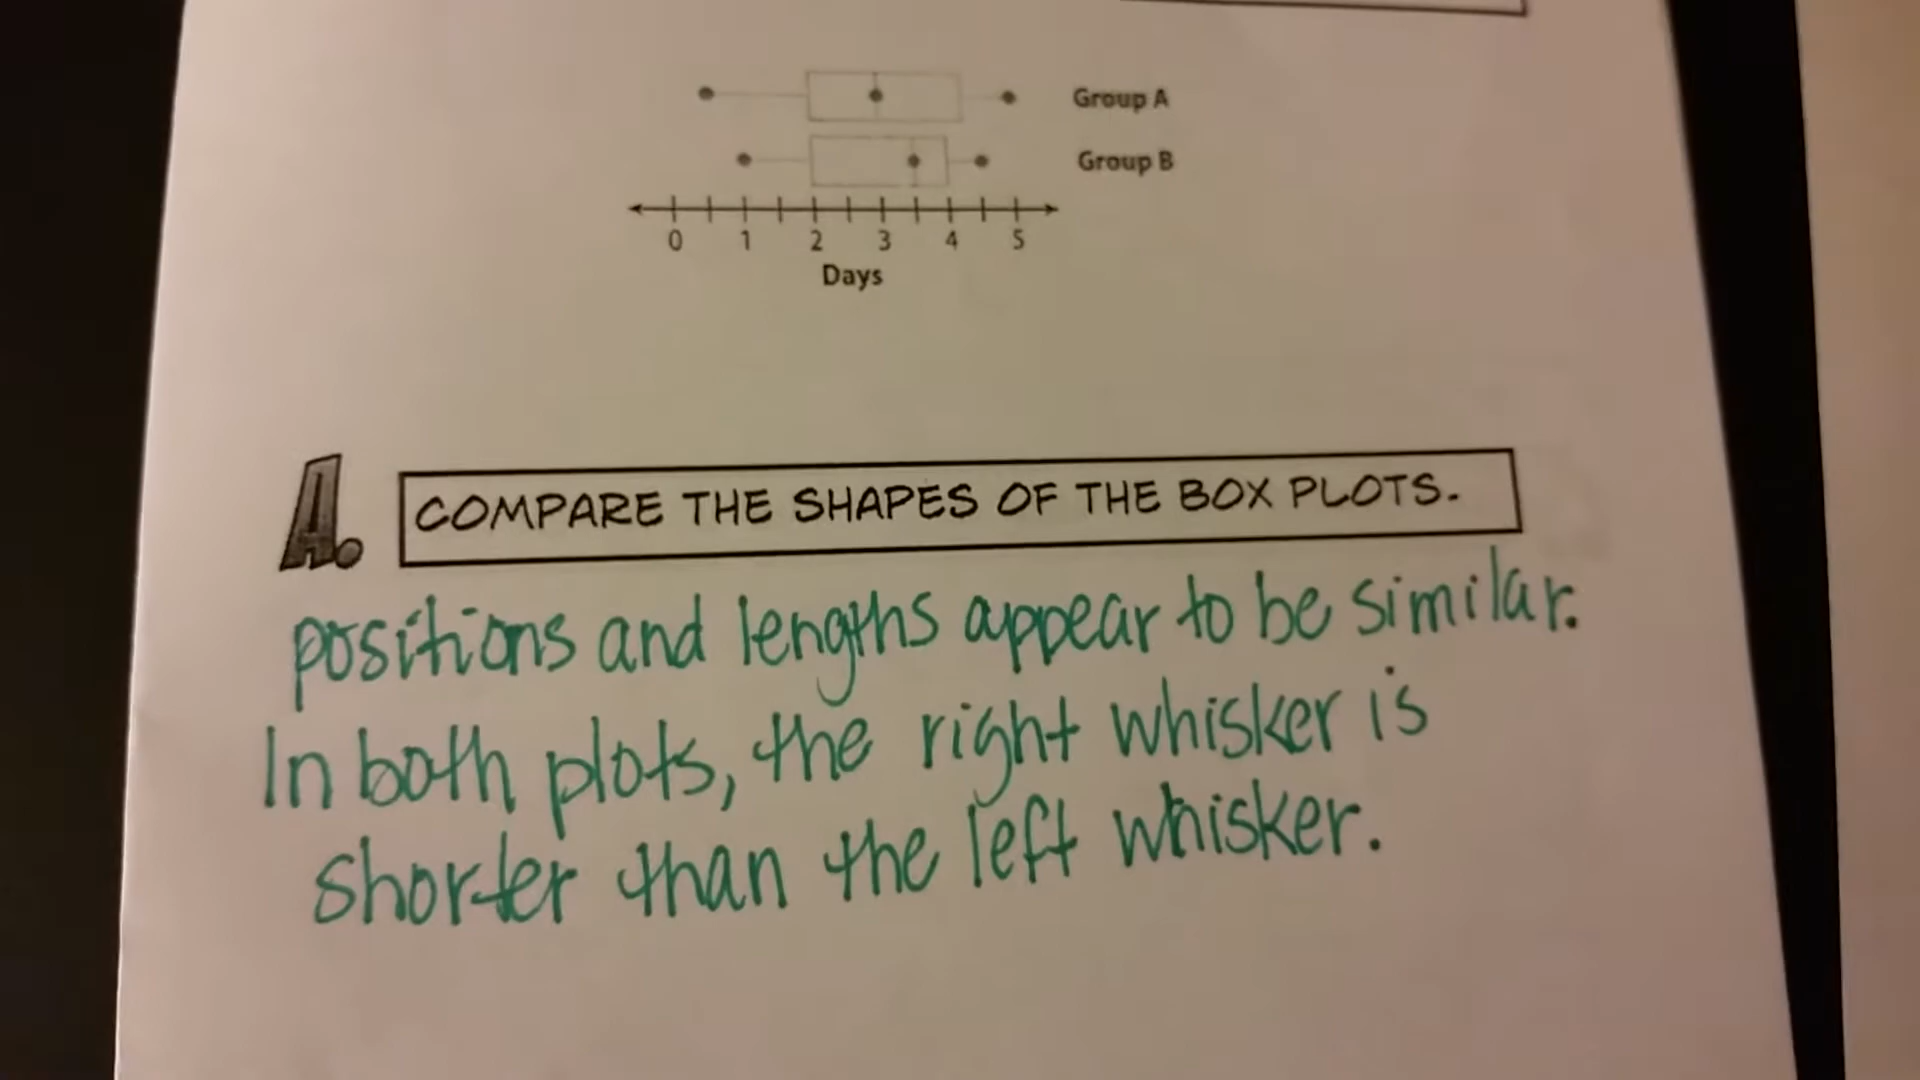 Group A
Group B
0 1 2 3 4 5
Days
A. COMPARE THE SHAPES OF THE BOX PLOTS.
positions and lengths appear to be similar.
In both plots, the right whisker is
shorter than the left whisker.